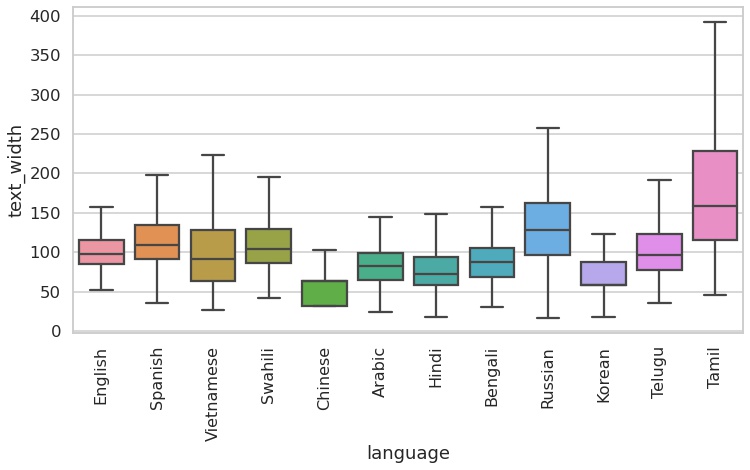 400
350
300
250
200
150
100
50
0
text_width
English
Spanish
Vietnamese
Swahili
Chinese
Arabic
Hindi
Bengali
Russian
Korean
Telugu
Tamil
language